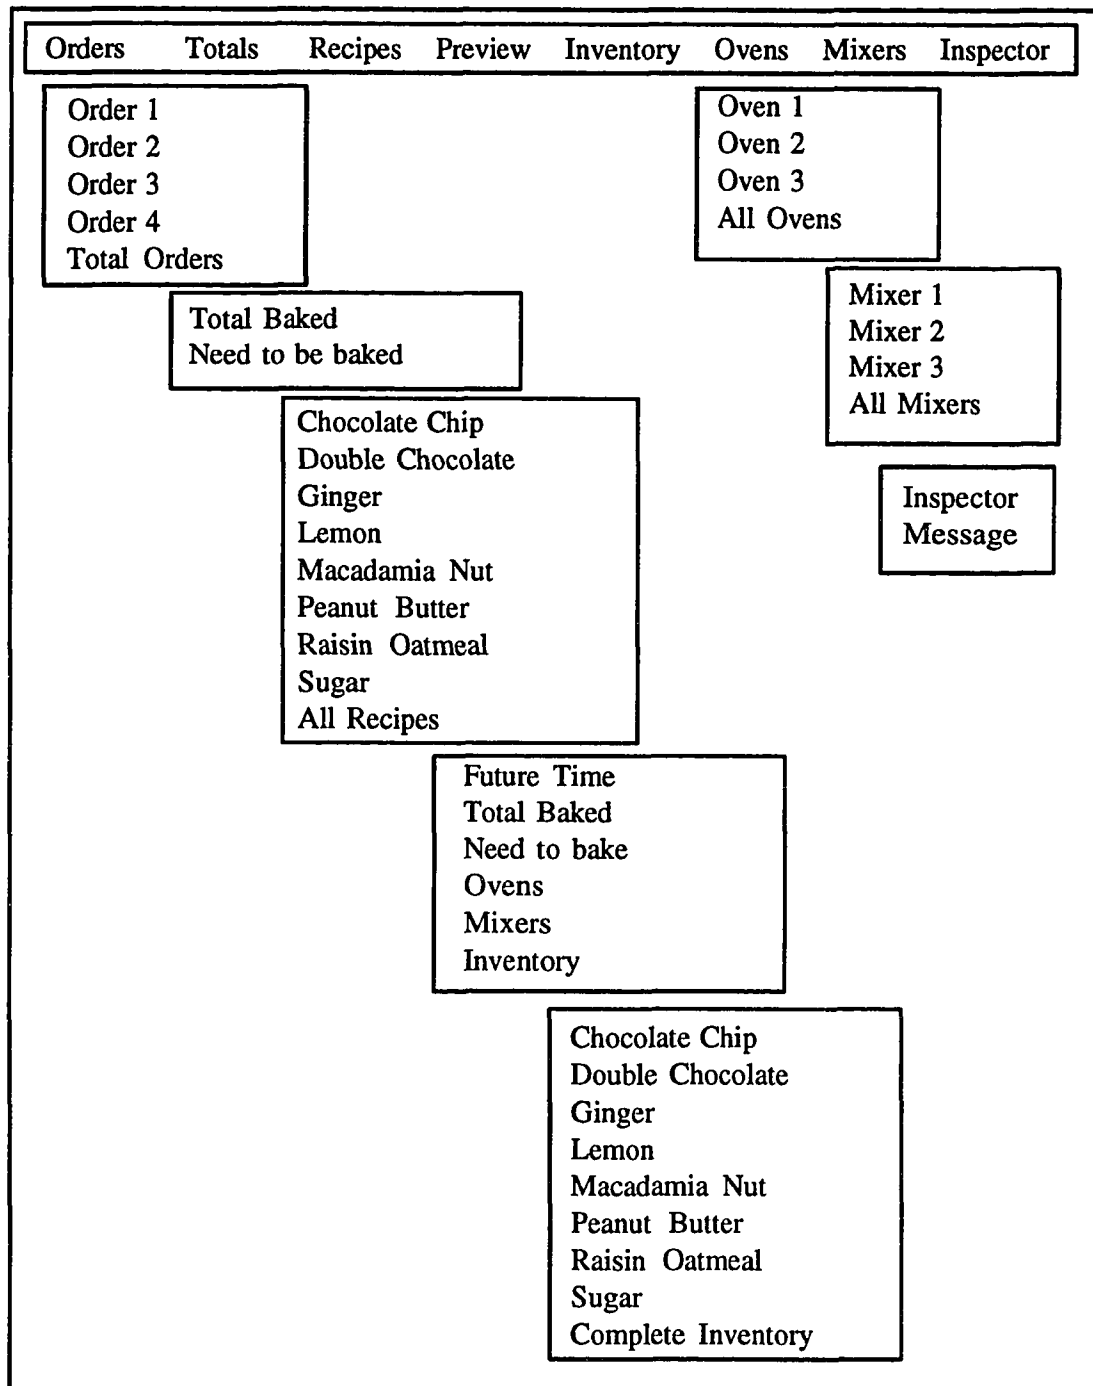 Orders Totals Recipes Preview Inventory Ovens Mixers Inspector
Order 1
Order 2
Order 3
Order 4
Total Orders
Total Baked
Need to be baked
Chocolate Chip
Double Chocolate
Ginger
Lemon
Macadamia Nut
Peanut Butter
Raisin Oatmeal
Sugar
All Recipes
Future Time
Total Baked
Need to bake
Ovens
Mixers
Inventory
Chocolate Chip
Double Chocolate
Ginger
Lemon
Macadamia Nut
Peanut Butter
Raisin Oatmeal
Sugar
Complete Inventory
Oven 1
Oven 2
Oven 3
All Ovens
Mixer 1
Mixer 2
Mixer 3
All Mixers
Inspector
Message